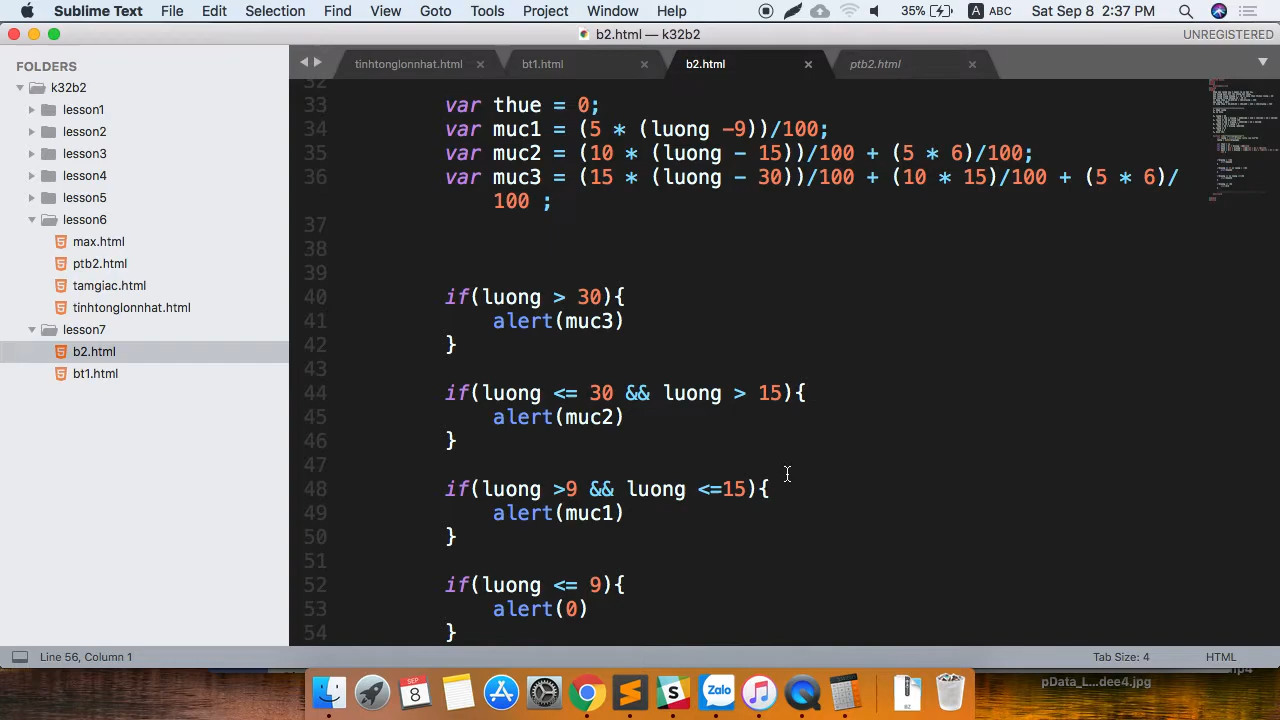 Sublime Text File Edit Selection Find View Goto Tools Project Window Help 35% A ABC Sat Sep 8 2:37 PM
b2.html — k32b2 UNREGISTERED
FOLDERS
k32b2
lesson1
lesson2
lesson3
lesson4
lesson5
lesson6
max.html
ptb2.html
tamgiac.html
tinhtonglonnhat.html
lesson7
b2.html
bt1.html
tinhtonglonnhat.html bt1.html b2.html ptb2.html
32
33 var thue = 0;
34 var muc1 = (5 * (luong -9))/100;
35 var muc2 = (10 * (luong - 15))/100 + (5 * 6)/100;
36 var muc3 = (15 * (luong - 30))/100 + (10 * 15)/100 + (5 * 6)/
100 ;
37
38
39
40 if(luong > 30){
41 alert(muc3)
42 }
43
44 if(luong <= 30 && luong > 15){
45 alert(muc2)
46 }
47
48 if(luong >9 && luong <=15){
49 alert(muc1)
50 }
51
52 if(luong <= 9){
53 alert(0)
54 }
Line 56, Column 1 Tab Size: 4 HTML
SEP
8
Zalo
pData_L...dee4.jpg